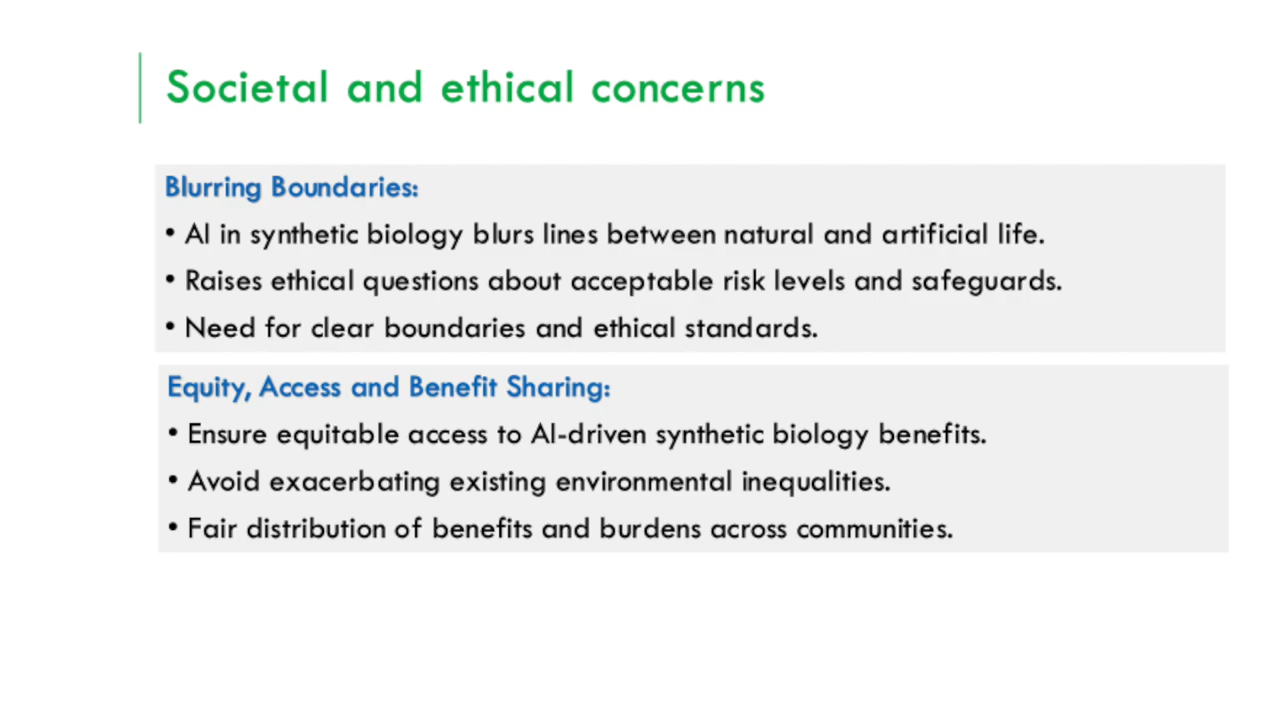 Societal and ethical concerns
Blurring Boundaries:
• AI in synthetic biology blurs lines between natural and artificial life.
• Raises ethical questions about acceptable risk levels and safeguards.
• Need for clear boundaries and ethical standards.
Equity, Access and Benefit Sharing:
• Ensure equitable access to AI-driven synthetic biology benefits.
• Avoid exacerbating existing environmental inequalities.
• Fair distribution of benefits and burdens across communities.